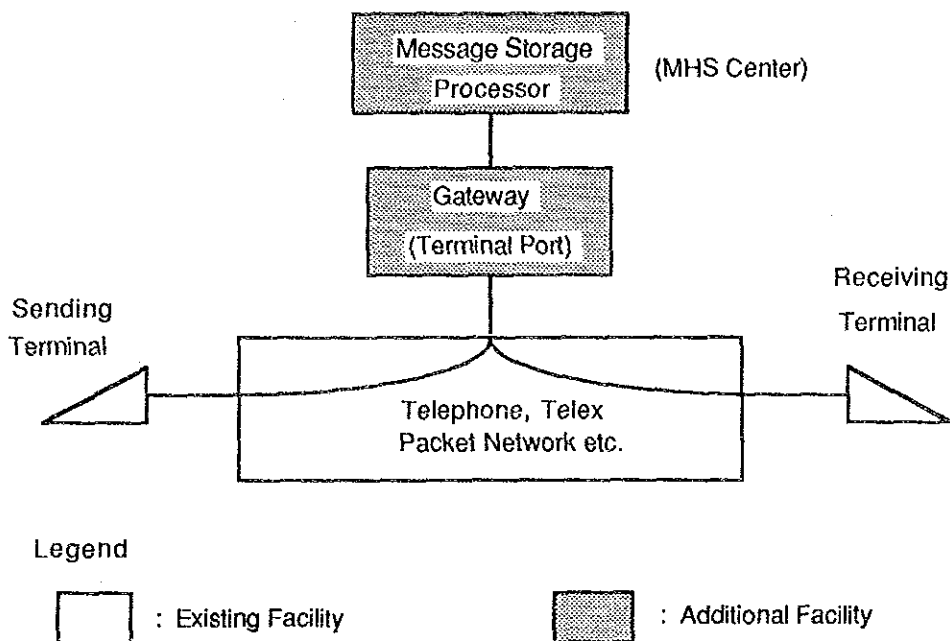 Message Storage
Processor
(MHS Center)
Gateway
(Terminal Port)
Sending
Terminal
Receiving
Terminal
Telephone, Telex
Packet Network etc.
Legend
: Existing Facility
: Additional Facility